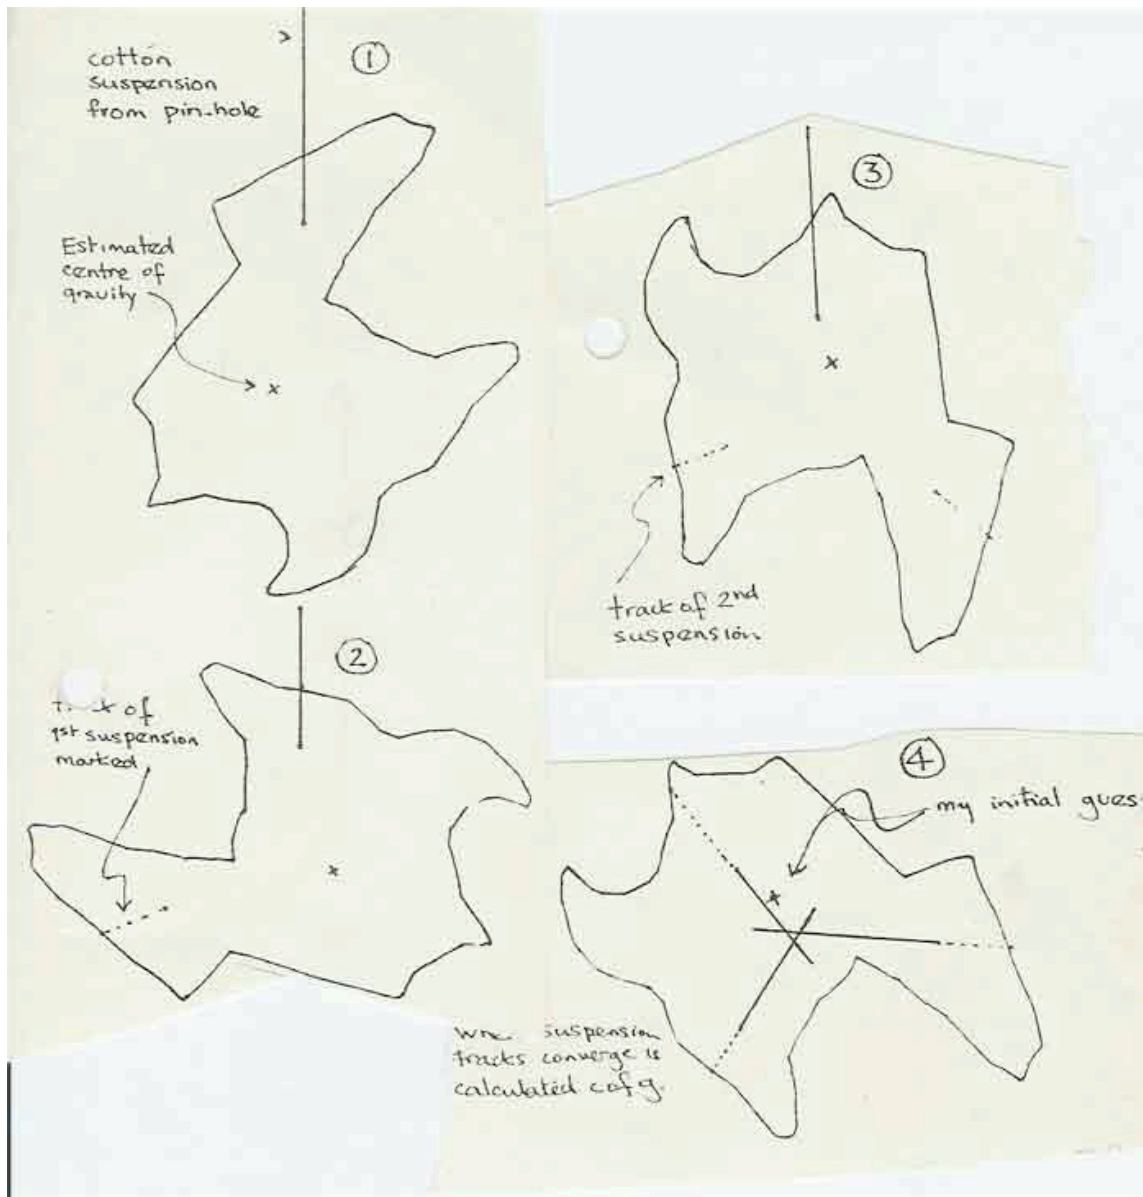 cotton
suspension
from pin-hole
1
Estimated
centre of
gravity
2
of
1st suspension
marked
3
track of 2nd
suspension
4
my initial gues
suspension
tracks converge is
calculated c of g.